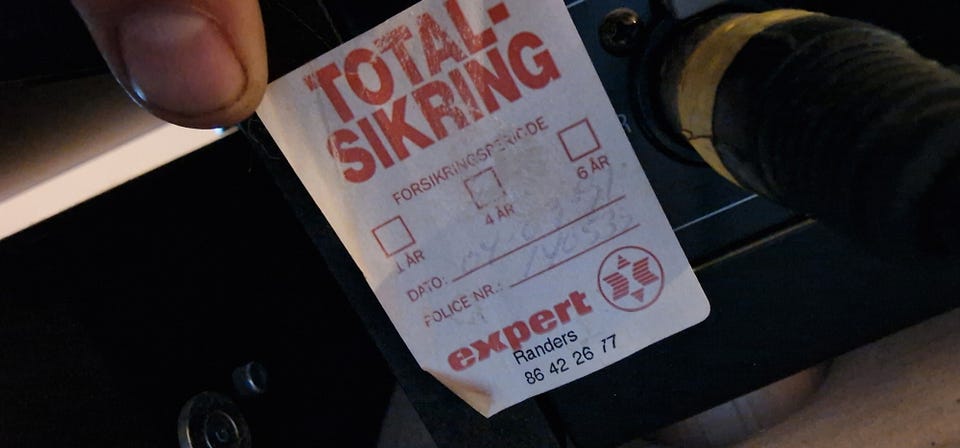 TOTAL-
SIKRING
FORSIKRINGSPERIODE
1 ÅR
4 ÅR
6 ÅR
DATO:
POLICE NR.:
expert
Randers
86 42 26 77